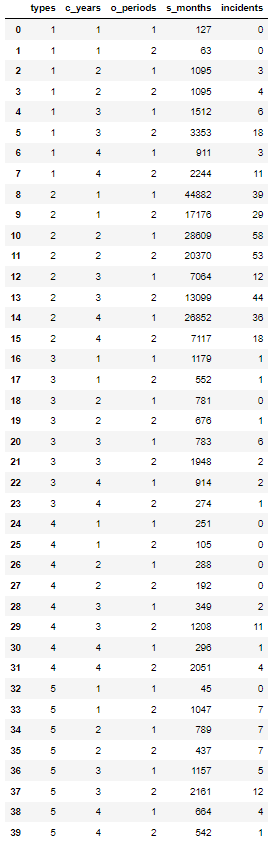 types c_years o_periods s_months incidents
0 1 1 1 127 0
1 1 1 2 63 0
2 1 2 1 1095 3
3 1 2 2 1095 4
4 1 3 1 1512 6
5 1 3 2 3353 18
6 1 4 1 911 3
7 1 4 2 2244 11
8 2 1 1 44882 39
9 2 1 2 17176 29
10 2 2 1 28609 58
11 2 2 2 20370 53
12 2 3 1 7064 12
13 2 3 2 13099 44
14 2 4 1 26852 36
15 2 4 2 7117 18
16 3 1 1 1179 1
17 3 1 2 552 1
18 3 2 1 781 0
19 3 2 2 676 1
20 3 3 1 783 6
21 3 3 2 1948 2
22 3 4 1 914 2
23 3 4 2 274 1
24 4 1 1 251 0
25 4 1 2 105 0
26 4 2 1 288 0
27 4 2 2 192 0
28 4 3 1 349 2
29 4 3 2 1208 11
30 4 4 1 296 1
31 4 4 2 2051 4
32 5 1 1 45 0
33 5 1 2 1047 7
34 5 2 1 789 7
35 5 2 2 437 7
36 5 3 1 1157 5
37 5 3 2 2161 12
38 5 4 1 664 4
39 5 4 2 542 1